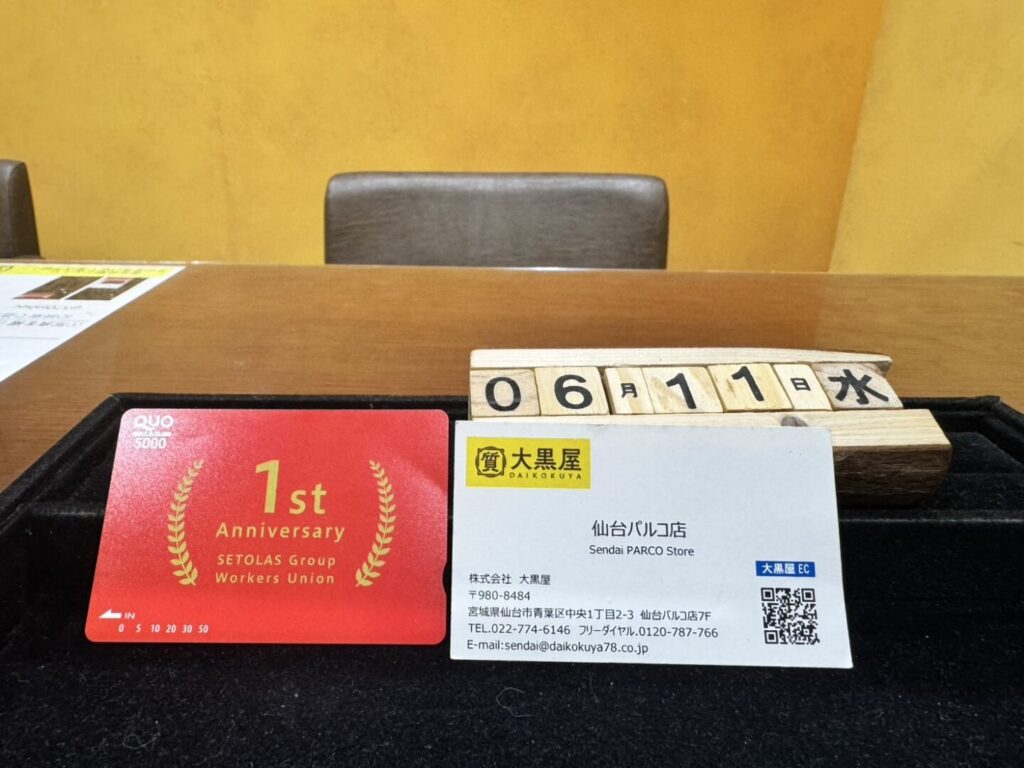 QUO
5000
1st
Anniversary
SETOLAS Group
Workers Union
IN
0 5 10 20 30 50
06月11日水
質 大黒屋
DAIKOKUYA
仙台パルコ店
Sendai PARCO Store
大黒屋 EC
株式会社 大黒屋
〒980-8484
宮城県仙台市青葉区中央1丁目2-3 仙台パルコ店7F
TEL.022-774-6146 フリーダイヤル.0120-787-766
E-mail:sendai@daikokuya78.co.jp